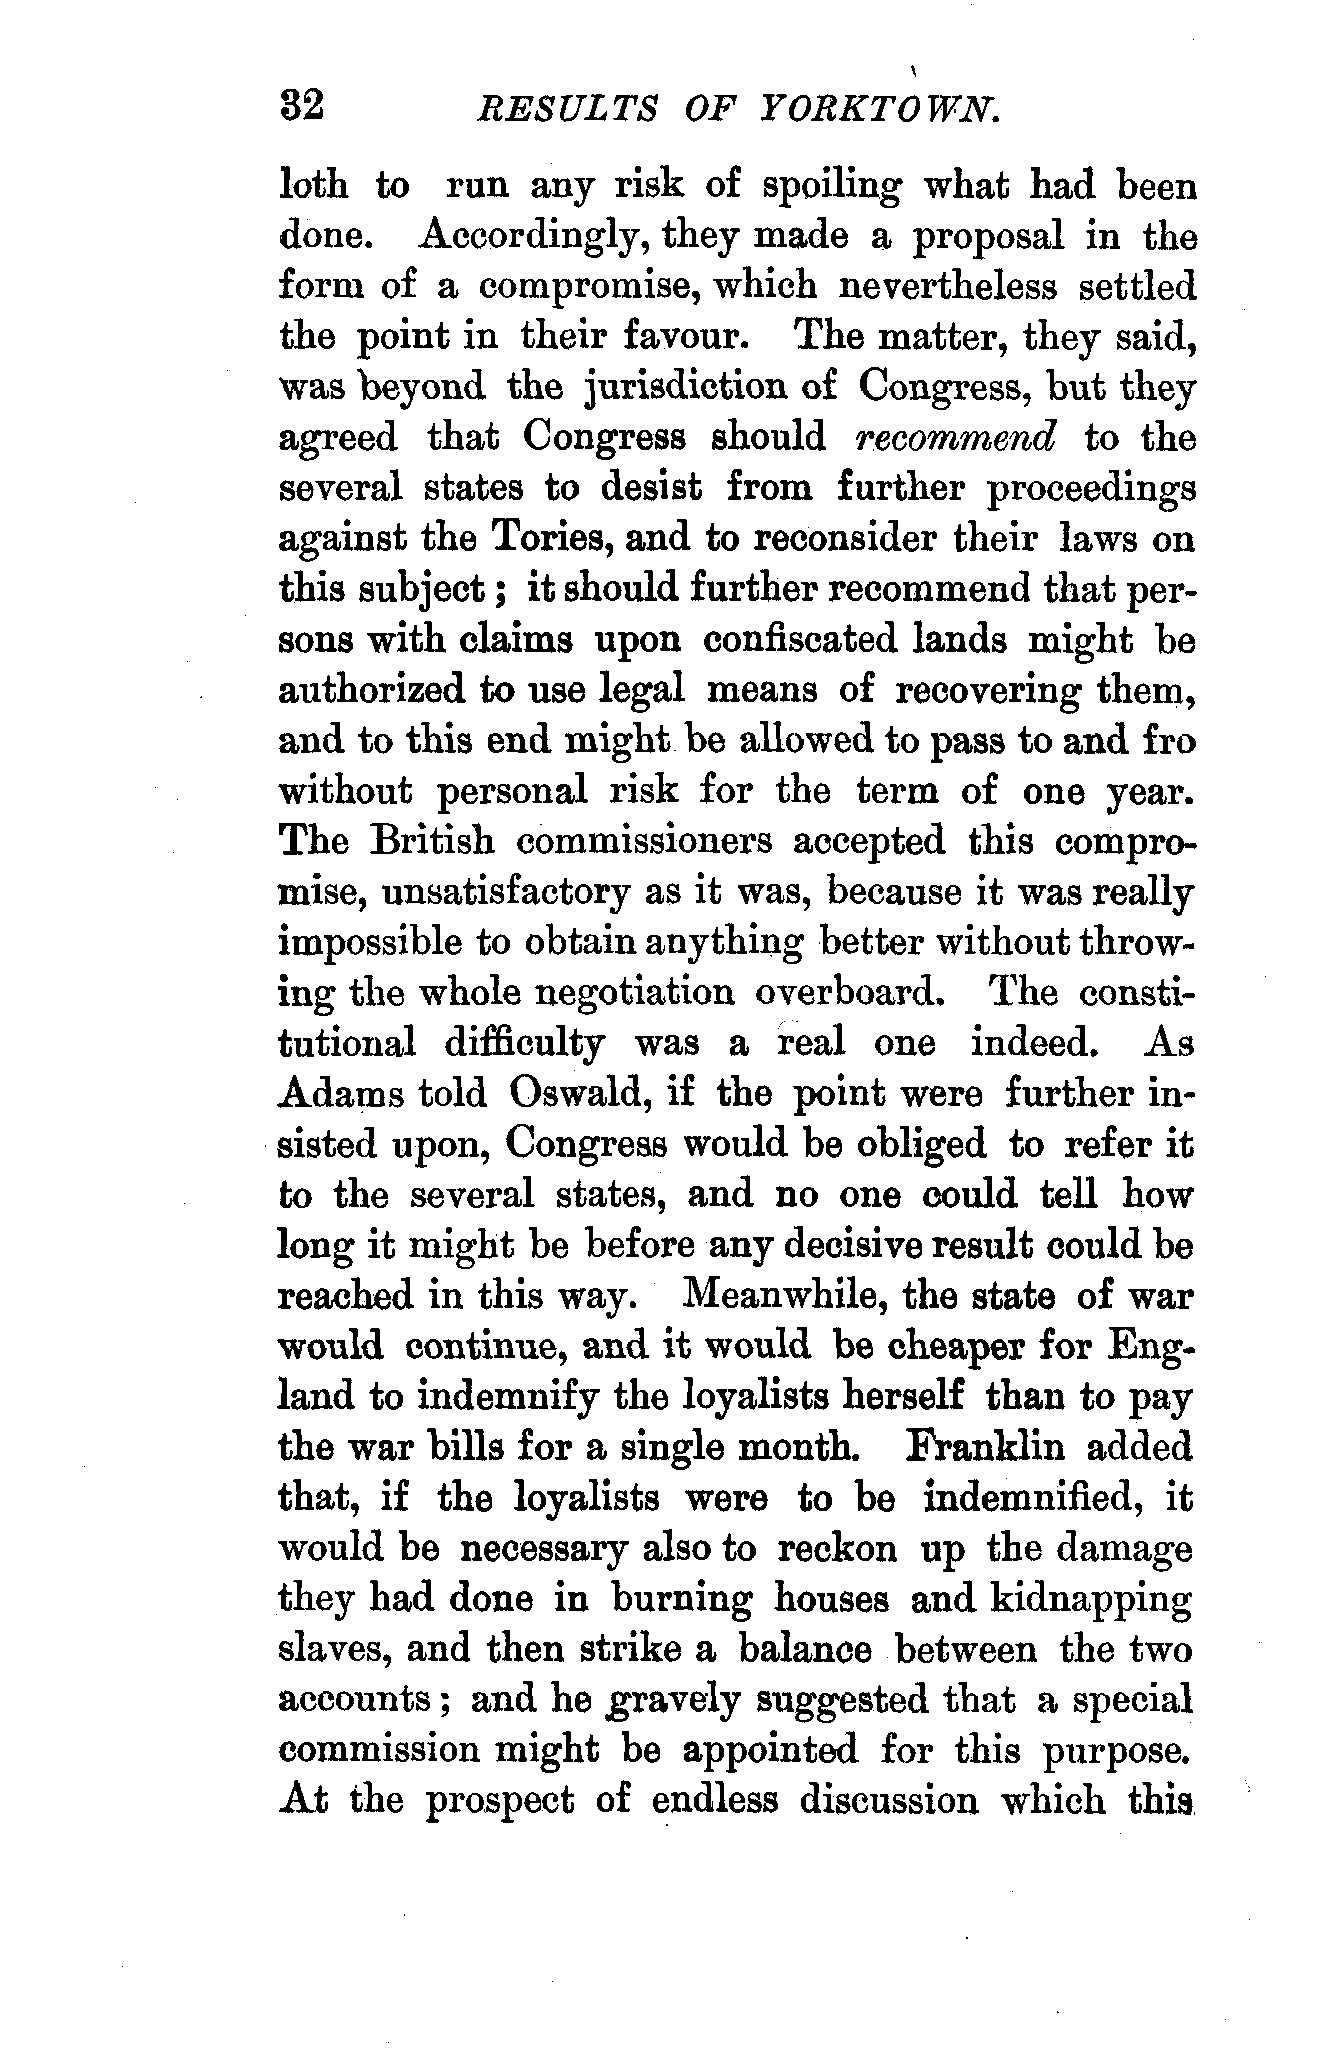 32 RESULTS OF YORKTOWN.
loth to run any risk of spoiling what had been
done. Accordingly, they made a proposal in the
form of a compromise, which nevertheless settled
the point in their favour. The matter, they said,
was beyond the jurisdiction of Congress, but they
agreed that Congress should recommend to the
several states to desist from further proceedings
against the Tories, and to reconsider their laws on
this subject ; it should further recommend that per-
sons with claims upon confiscated lands might be
authorized to use legal means of recovering them,
and to this end might be allowed to pass to and fro
without personal risk for the term of one year.
The British commissioners accepted this compro-
mise, unsatisfactory as it was, because it was really
impossible to obtain anything better without throw-
ing the whole negotiation overboard. The consti-
tutional difficulty was a real one indeed. As
Adams told Oswald, if the point were further in-
sisted upon, Congress would be obliged to refer it
to the several states, and no one could tell how
long it might be before any decisive result could be
reached in this way. Meanwhile, the state of war
would continue, and it would be cheaper for Eng-
land to indemnify the loyalists herself than to pay
the war bills for a single month. Franklin added
that, if the loyalists were to be indemnified, it
would be necessary also to reckon up the damage
they had done in burning houses and kidnapping
slaves, and then strike a balance between the two
accounts ; and he gravely suggested that a special
commission might be appointed for this purpose.
At the prospect of endless discussion which this